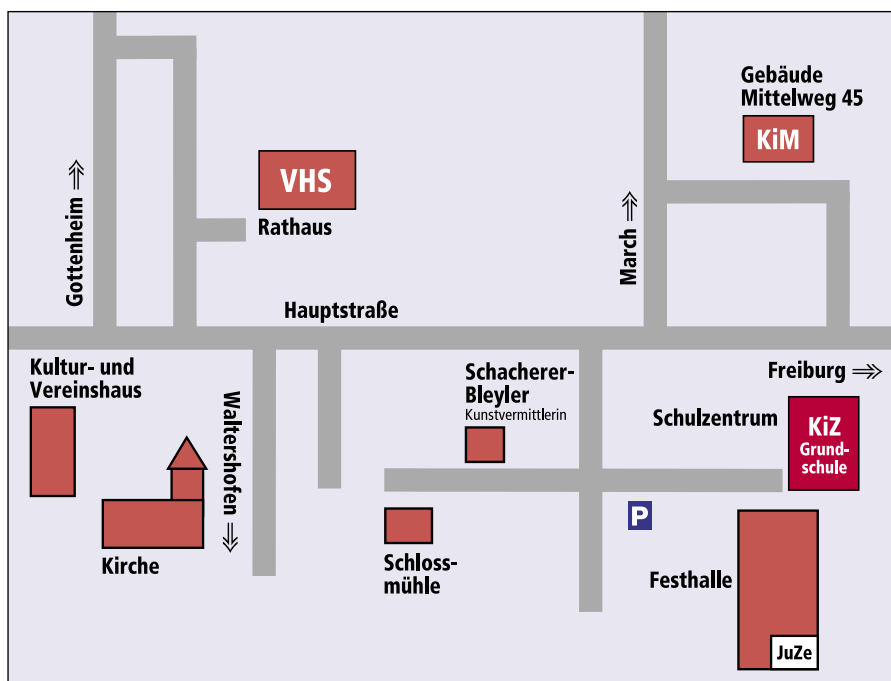 Gebäude
Mittelweg 45
KiM
VHS
Rathaus
Gottenheim
March
Hauptstraße
Kultur- und
Vereinshaus
Waltershofen
Schacherer-
Bleyler
Kunstvermittlerin
Freiburg
Schulzentrum
KiZ
Grund-
schule
P
Kirche
Schloss-
mühle
Festhalle
JuZe